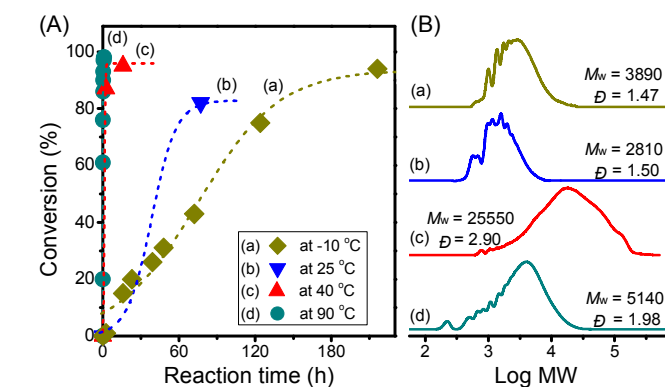 (A)
(B)
Conversion (%)
100
80
60
40
20
0
0
60
120
180
Reaction time (h)
(d)
(c)
(b)
(a)
(a) at -10 °C
(b) at 25 °C
(c) at 40 °C
(d) at 90 °C
(a)
Mw = 3890
Đ = 1.47
(b)
Mw = 2810
Đ = 1.50
Mw = 25550
(c) Đ = 2.90
(d)
Mw = 5140
Đ = 1.98
2
3
4
5
Log MW